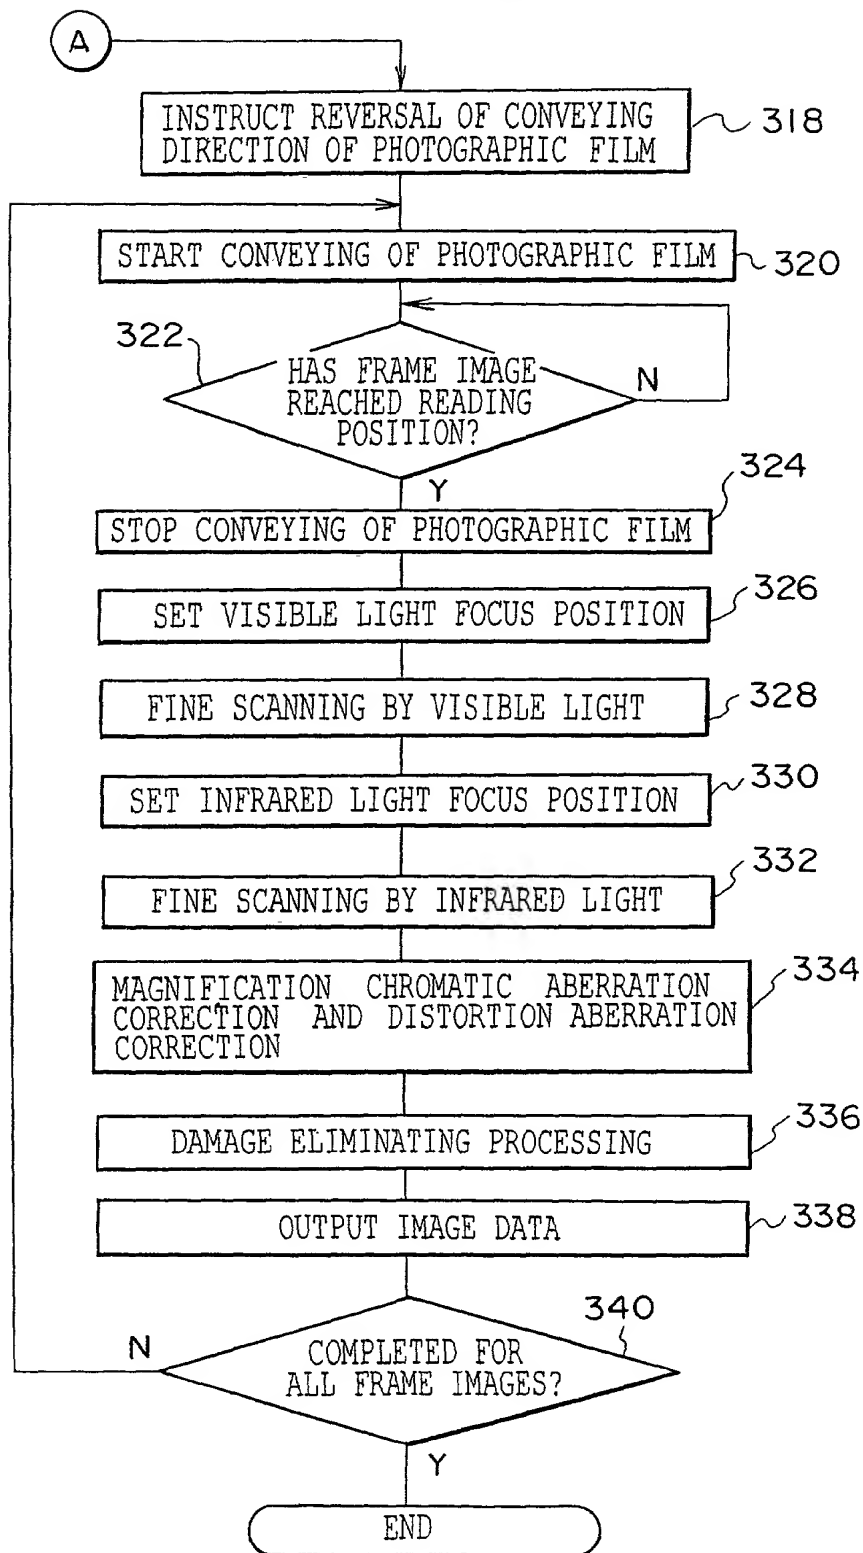 A
INSTRUCT REVERSAL OF CONVEYING
DIRECTION OF PHOTOGRAPHIC FILM
318
START CONVEYING OF PHOTOGRAPHIC FILM
320
322
HAS FRAME IMAGE
REACHED READING
POSITION?
N
Y
324
STOP CONVEYING OF PHOTOGRAPHIC FILM
326
SET VISIBLE LIGHT FOCUS POSITION
328
FINE SCANNING BY VISIBLE LIGHT
330
SET INFRARED LIGHT FOCUS POSITION
332
FINE SCANNING BY INFRARED LIGHT
334
MAGNIFICATION CHROMATIC ABERRATION
CORRECTION AND DISTORTION ABERRATION
CORRECTION
336
DAMAGE ELIMINATING PROCESSING
338
OUTPUT IMAGE DATA
340
N
COMPLETED FOR
ALL FRAME IMAGES?
Y
END